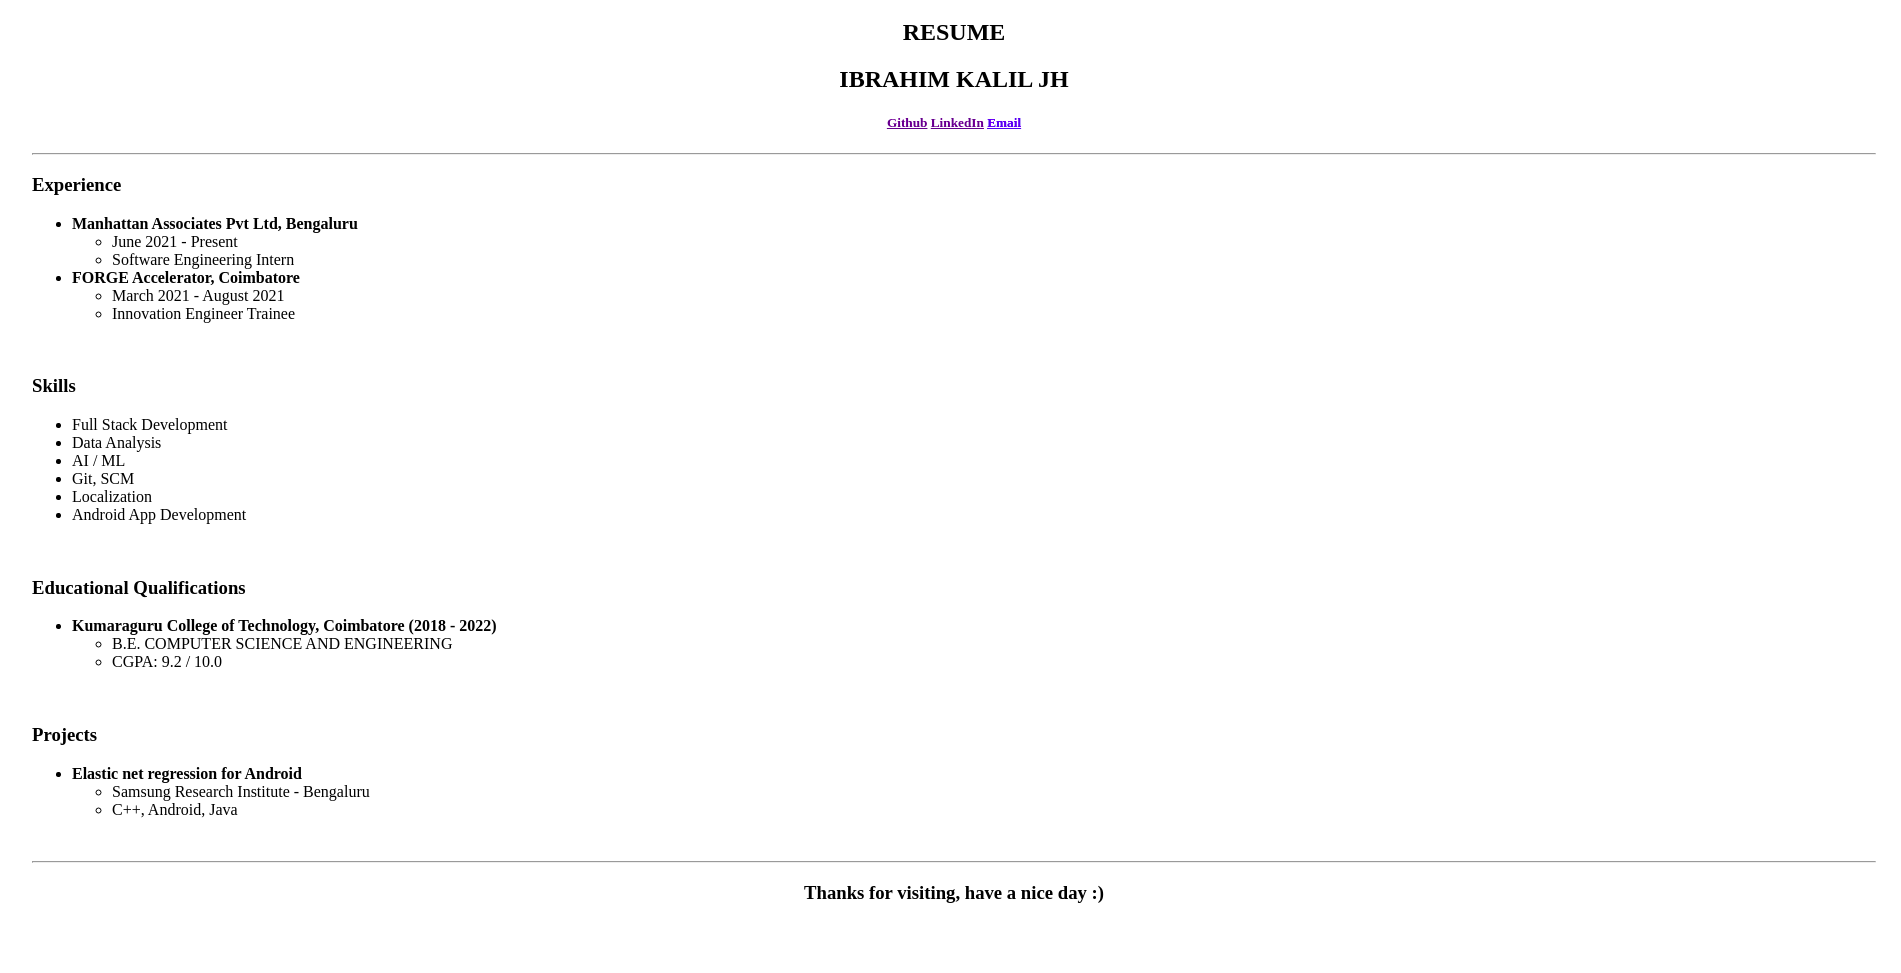 RESUME
IBRAHIM KALIL JH
Github LinkedIn Email
Experience
Manhattan Associates Pvt Ltd, Bengaluru
June 2021 - Present
Software Engineering Intern
FORGE Accelerator, Coimbatore
March 2021 - August 2021
Innovation Engineer Trainee
Skills
Full Stack Development
Data Analysis
AI / ML
Git, SCM
Localization
Android App Development
Educational Qualifications
Kumaraguru College of Technology, Coimbatore (2018 - 2022)
B.E. COMPUTER SCIENCE AND ENGINEERING
CGPA: 9.2 / 10.0
Projects
Elastic net regression for Android
Samsung Research Institute - Bengaluru
C++, Android, Java
Thanks for visiting, have a nice day :)